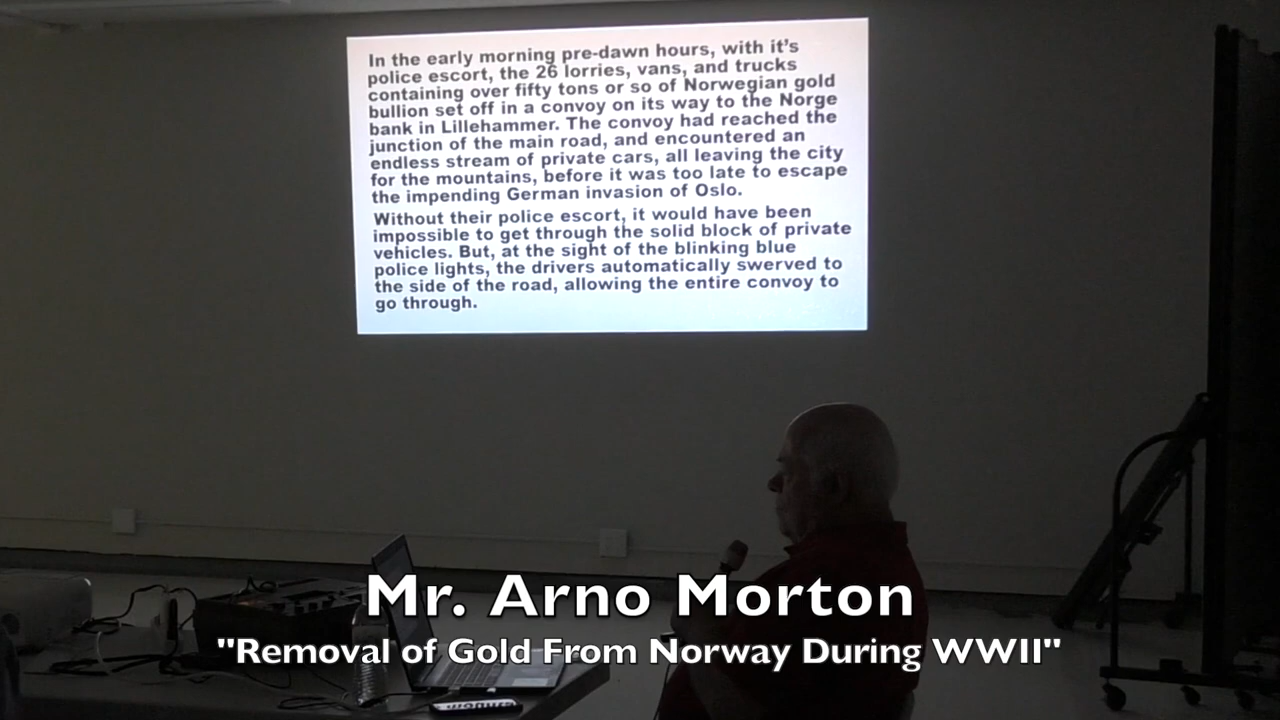 In the early morning pre-dawn hours, with it's
police escort, the 26 lorries, vans, and trucks
containing over fifty tons or so of Norwegian gold
bullion set off in a convoy on its way to the Norge
bank in Lillehammer. The convoy had reached the
junction of the main road, and encountered an
endless stream of private cars, all leaving the city
for the mountains, before it was too late to escape
the impending German invasion of Oslo.
Without their police escort, it would have been
impossible to get through the solid block of private
vehicles. But, at the sight of the blinking blue
police lights, the drivers automatically swerved to
the side of the road, allowing the entire convoy to
go through.
Mr. Arno Morton
"Removal of Gold From Norway During WWII"